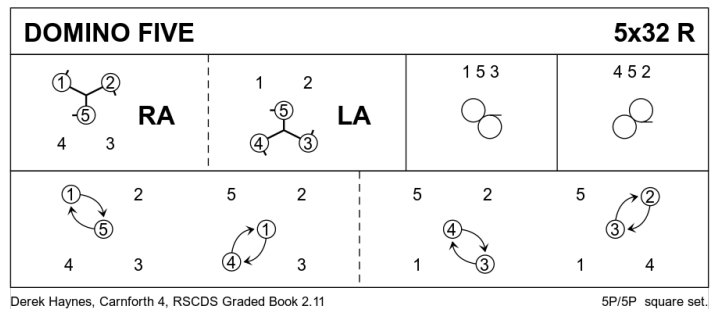 DOMINO FIVE 5x32 R
1 2 5 RA 4 3
1 2 5 LA 4 3
1 5 3
4 5 2
1 2 5 4 3
5 2 1 4 3
5 2 4 1 3
5 2 3 1 4
Derek Haynes, Carnforth 4, RSCDS Graded Book 2.11 5P/5P square set.